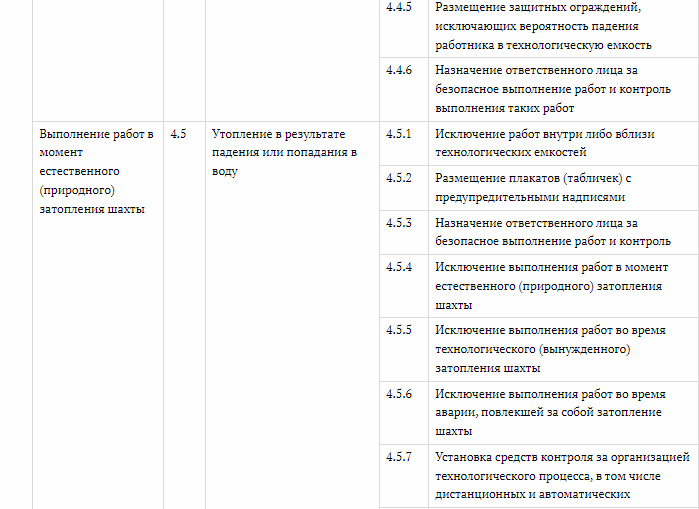 4.4.5 Размещение защитных ограждений,
исключающих вероятность падения
работника в технологическую емкость
4.4.6 Назначение ответственного лица за
безопасное выполнение работ и контроль
выполнения таких работ
Выполнение работ в
момент
естественного
(природного)
затопления шахты
4.5
Утопление в результате
падения или попадания в
воду
4.5.1 Исключение работ внутри либо вблизи
технологических емкостей
4.5.2 Размещение плакатов (табличек) с
предупредительными надписями
4.5.3 Назначение ответственного лица за
безопасное выполнение работ и контроль
4.5.4 Исключение выполнения работ в момент
естественного (природного) затопления
шахты
4.5.5 Исключение выполнения работ во время
технологического (вынужденного)
затопления шахты
4.5.6 Исключение выполнения работ во время
аварии, повлекшей за собой затопление
шахты
4.5.7 Установка средств контроля за организацией
технологического процесса, в том числе
дистанционных и автоматических